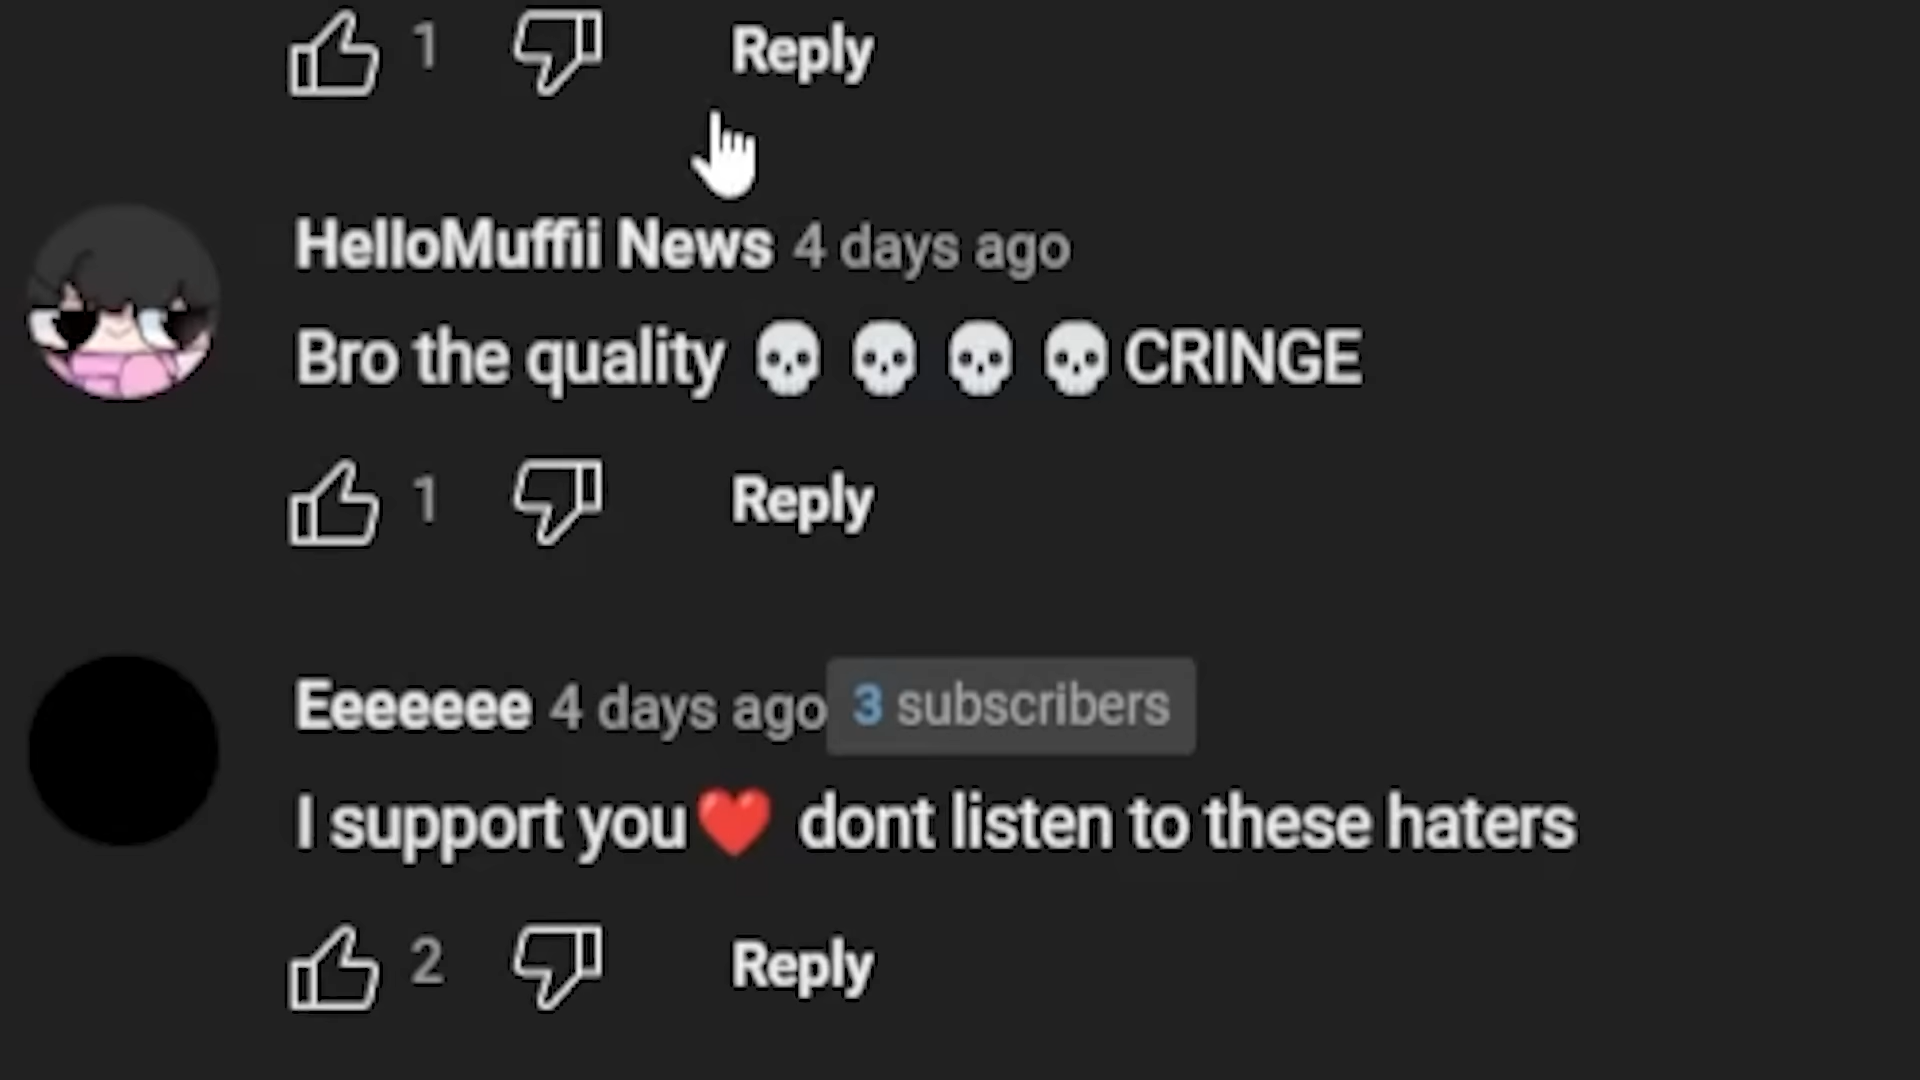 1 Reply
HelloMuffii News 4 days ago
Bro the quality 💀 💀 💀 💀 CRINGE
1 Reply
Eeeeeee 4 days ago 3 subscribers
I support you❤️ dont listen to these haters
2 Reply